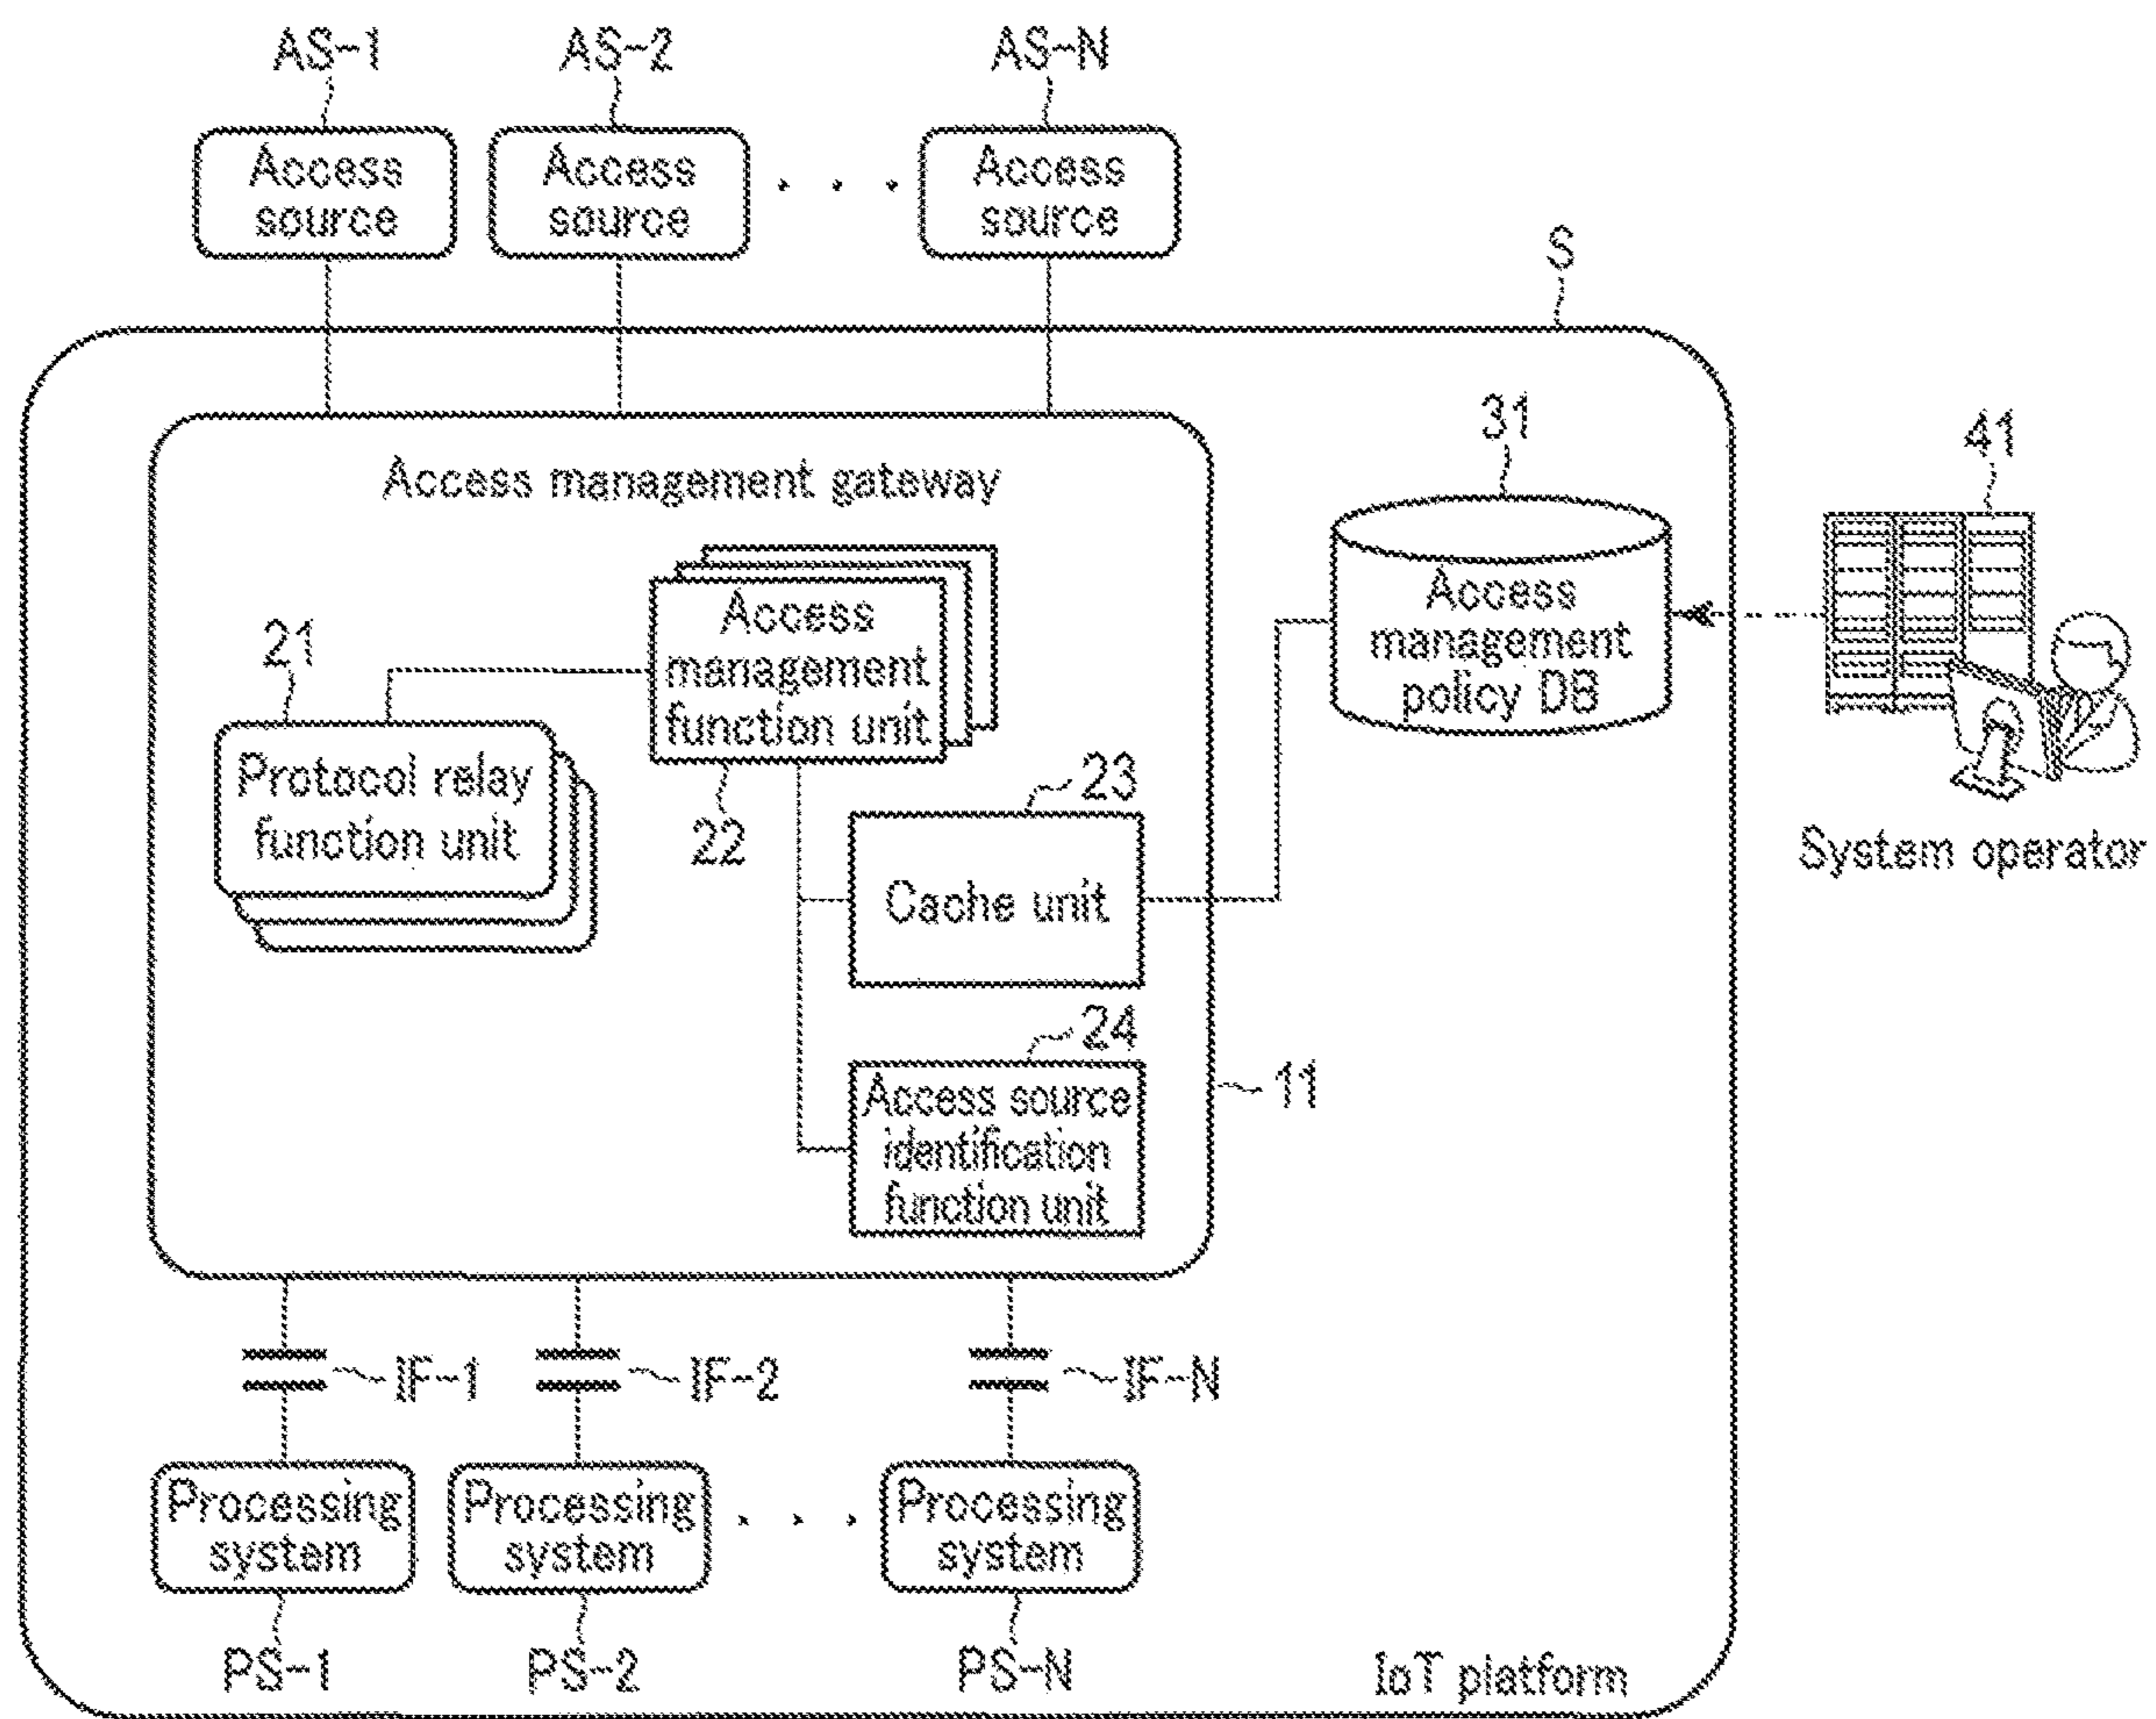 AS-1 AS-2 AS-N
Access Access . . . Access
source source source
S
Access management gateway
31
41
Access
management
function unit
Access
management
policy DB
21
Protocol relay
function unit
22
23
Cache unit
System operator
24
Access source
identification
function unit
11
IF-1 IF-2 IF-N
Processing Processing . . . Processing
system system system
PS-1 PS-2 PS-N
IoT platform